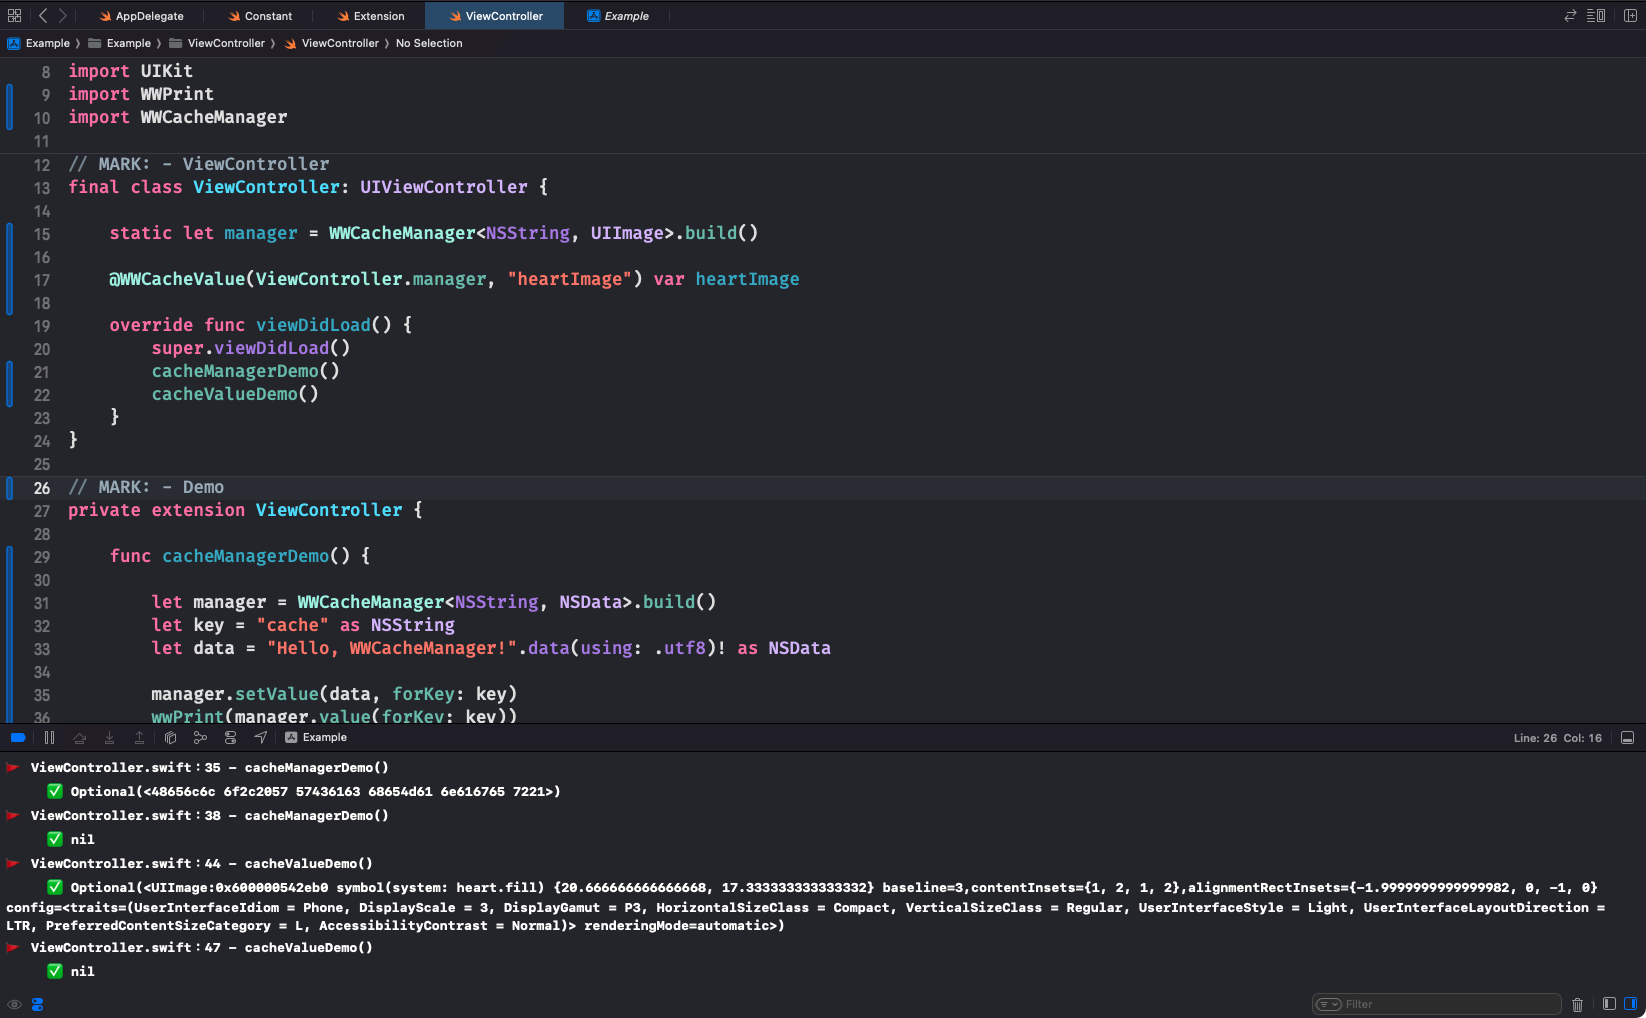 AppDelegate Constant Extension ViewController Example
Example 〉 Example 〉 ViewController 〉 ViewController 〉 No Selection
8 import UIKit
9 import WWPrint
10 import WWCacheManager
11
12 // MARK: - ViewController
13 final class ViewController: UIViewController {
14
15 static let manager = WWCacheManager<NSString, UIImage>.build()
16
17 @WWCacheValue(ViewController.manager, "heartImage") var heartImage
18
19 override func viewDidLoad() {
20 super.viewDidLoad()
21 cacheManagerDemo()
22 cacheValueDemo()
23 }
24 }
25
26 // MARK: - Demo
27 private extension ViewController {
28
29 func cacheManagerDemo() {
30
31 let manager = WWCacheManager<NSString, NSData>.build()
32 let key = "cache" as NSString
33 let data = "Hello, WWCacheManager!".data(using: .utf8)! as NSData
34
35 manager.setValue(data, forKey: key)
36 wwPrint(manager.value(forKey: key))
Example Line: 26 Col: 16
🚩 ViewController.swift：35 - cacheManagerDemo()
✅ Optional(<48656c6c 6f2c2057 57436163 68654d61 6e616765 7221>)
🚩 ViewController.swift：38 - cacheManagerDemo()
✅ nil
🚩 ViewController.swift：44 - cacheValueDemo()
✅ Optional(<UIImage:0x600000542eb0 symbol(system: heart.fill) {20.666666666666668, 17.333333333333332} baseline=3,contentInsets={1, 2, 1, 2},alignmentRectInsets={-1.9999999999999982, 0, -1, 0}
config=<traits=(UserInterfaceIdiom = Phone, DisplayScale = 3, DisplayGamut = P3, HorizontalSizeClass = Compact, VerticalSizeClass = Regular, UserInterfaceStyle = Light, UserInterfaceLayoutDirection =
LTR, PreferredContentSizeCategory = L, AccessibilityContrast = Normal)> renderingMode=automatic>)
🚩 ViewController.swift：47 - cacheValueDemo()
✅ nil
Filter